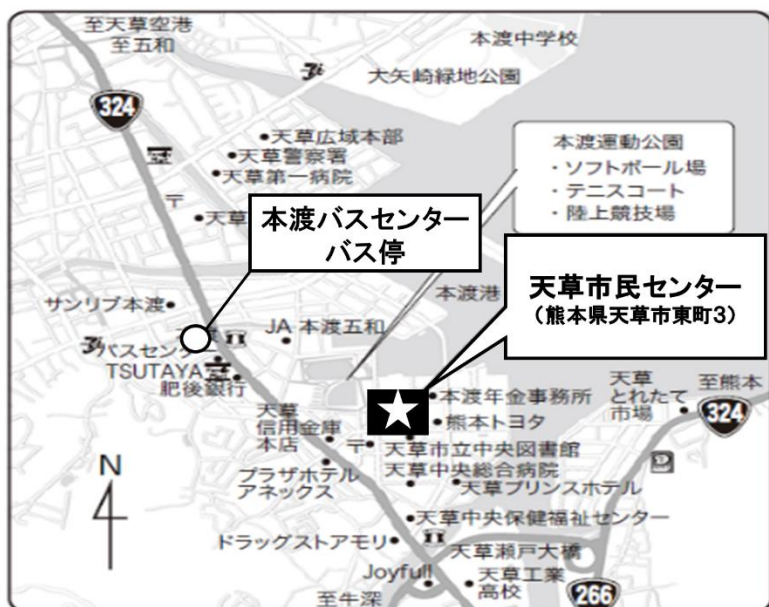 至天草空港
至五和
本渡中学校
大矢崎緑地公園
324
天草広域本部
天草警察署
天草第一病院
〒
天草
本渡運動公園
・ソフトボール場
・テニスコート
・陸上競技場
本渡バスセンター
バス停
本渡港
天草市民センター
(熊本県天草市東町3)
サンリブ本渡
JA 本渡五和
バスセンター
TSUTAYA
肥後銀行
本渡年金事務所
熊本トヨタ
天草
とれたて
市場
至熊本
324
天草
信用金庫
本店
〒
天草市立中央図書館
天草中央総合病院
プラザホテル
アネックス
天草プリンスホテル
N
天草中央保健福祉センター
ドラッグストアモリ
天草瀬戸大橋
Joyfull
天草工業
高校
266
至牛深